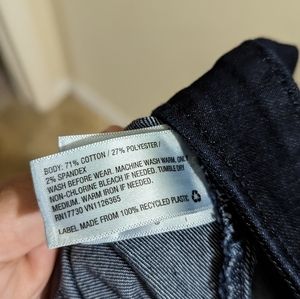 BODY: 71% COTTON / 27% POLYESTER /
2% SPANDEX
WASH BEFORE WEAR. MACHINE WASH WARM, ONLY
NON-CHLORINE BLEACH IF NEEDED. TUMBLE DRY
MEDIUM. WARM IRON IF NEEDED.
RN17730 VN1126365
LABEL MADE FROM 100% RECYCLED PLASTIC